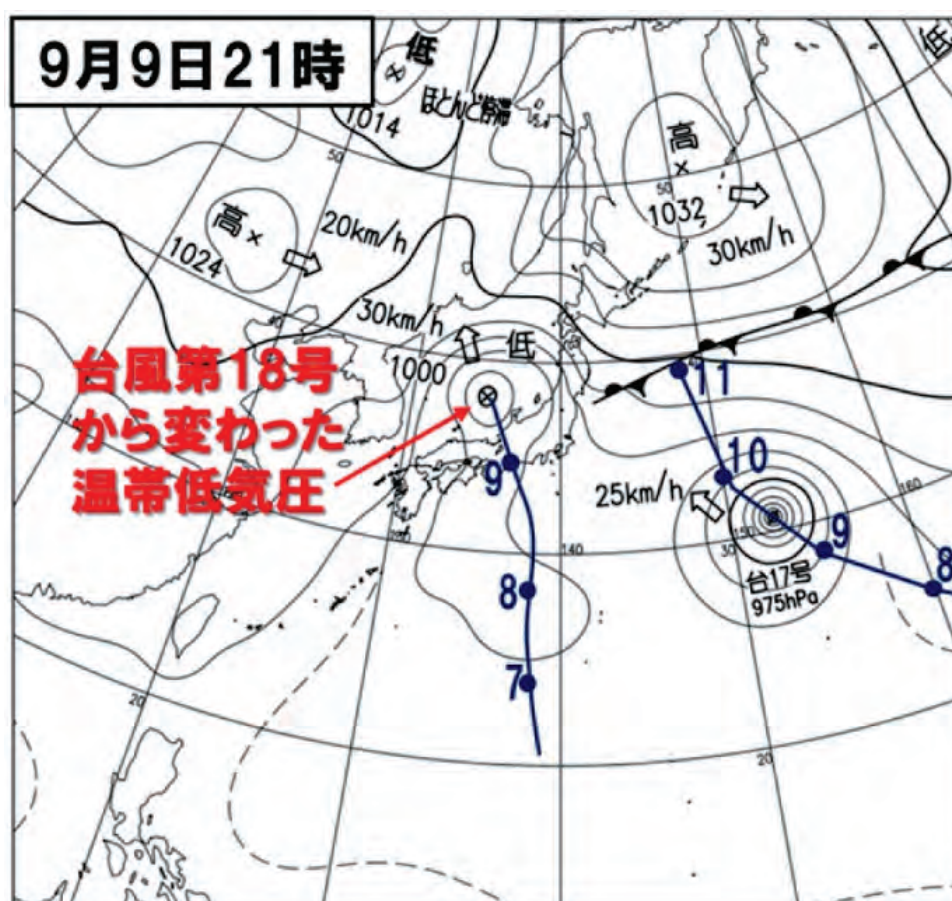 9月9日21時
低
ほとんど停滞
1014
50
低
高
50
1032
30km/h
高
1024
20km/h
40
30km/h
低
1000
台風第18号
から変わった
温帯低気圧
11
10
9
25km/h
160
9
8
150
30
140
台17号
975hPa
8
7
20
20